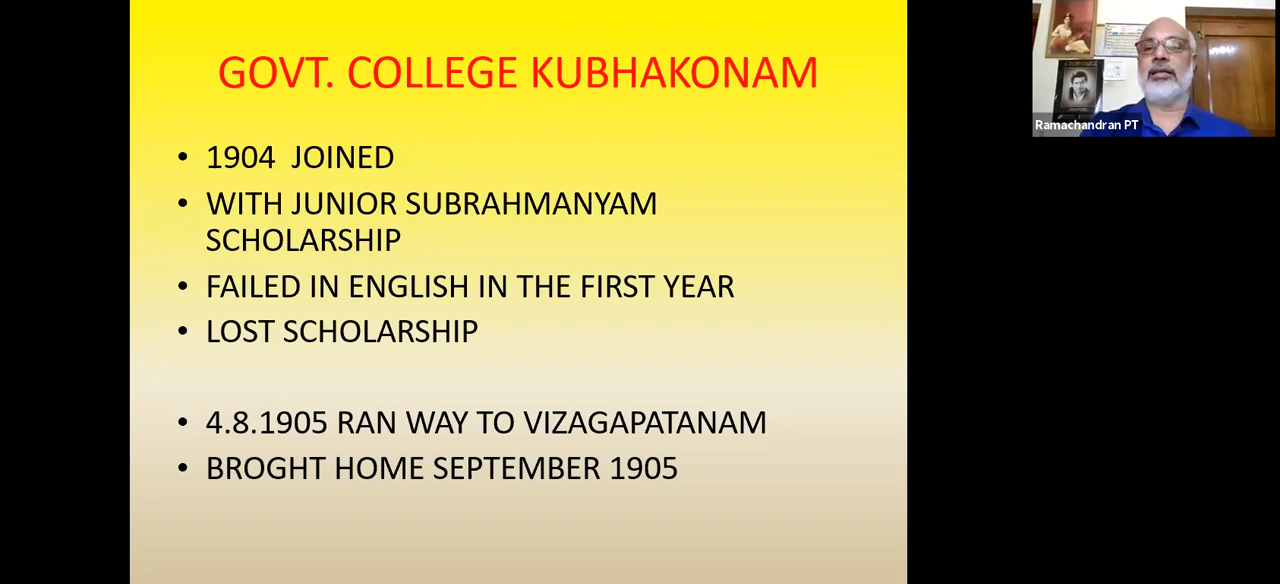 GOVT. COLLEGE KUBHAKONAM
• 1904 JOINED
• WITH JUNIOR SUBRAHMANYAM
SCHOLARSHIP
• FAILED IN ENGLISH IN THE FIRST YEAR
• LOST SCHOLARSHIP
• 4.8.1905 RAN WAY TO VIZAGAPATANAM
• BROGHT HOME SEPTEMBER 1905
Ramachandran PT